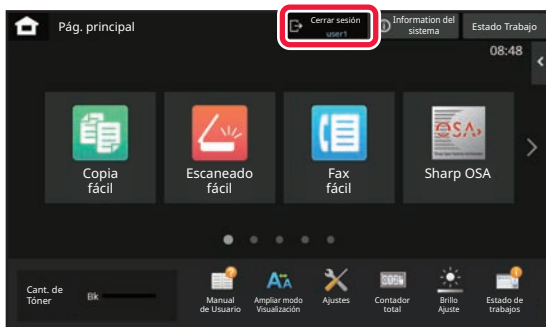 Pág. principal
Cerrar sesión
user1
Information del
sistema
Estado Trabajo
08:48
Copia
fácil
Escaneado
fácil
Fax
fácil
OSA
Sharp OSA
Cant. de
Tóner
Bk
Manual
de Usuario
Ampliar modo
Visualización
Ajustes
Contador
total
Brillo
Ajuste
Estado de
trabajos